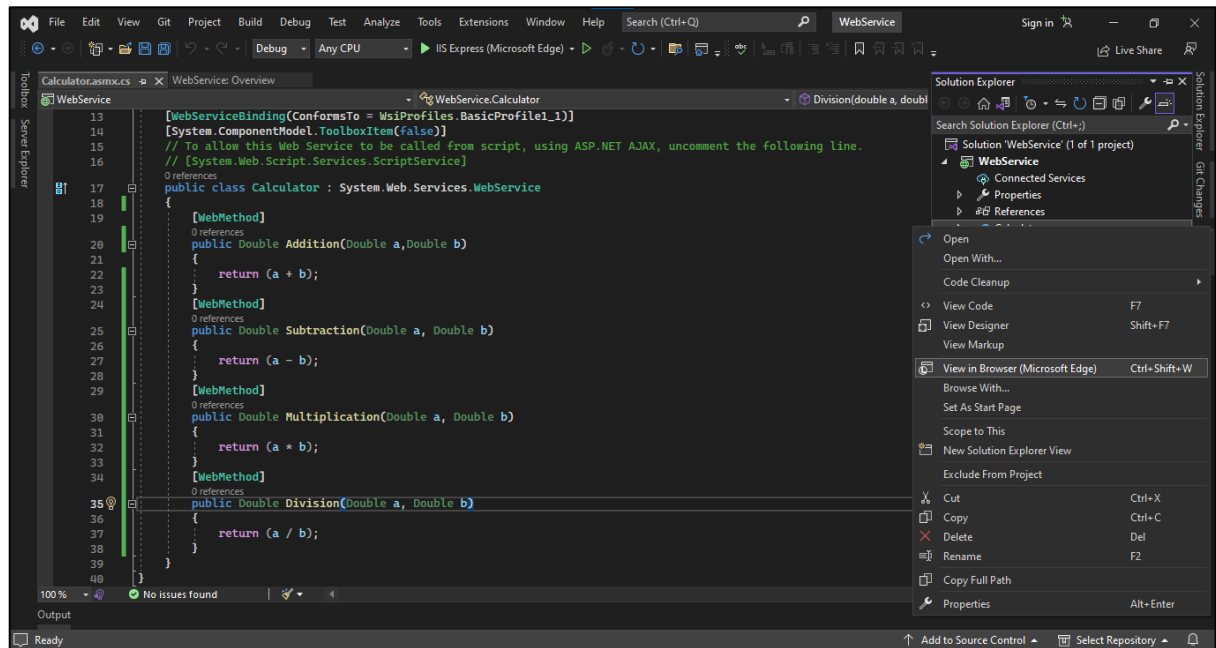 File Edit View Git Project Build Debug Test Analyze Tools Extensions Window Help Search (Ctrl+Q) WebService Sign in
Debug Any CPU IIS Express (Microsoft Edge) Live Share
Toolbox
Server Explorer
Calculator.asmx.cs WebService: Overview
WebService WebService.Calculator Division(double a, doubl
13 [WebServiceBinding(ConformsTo = WsiProfiles.BasicProfile1_1)]
14 [System.ComponentModel.ToolboxItem(false)]
15 // To allow this Web Service to be called from script, using ASP.NET AJAX, uncomment the following line.
16 // [System.Web.Script.Services.ScriptService]
0 references
17 public class Calculator : System.Web.Services.WebService
18 {
19 [WebMethod]
0 references
20 public Double Addition(Double a,Double b)
21 {
22 return (a + b);
23 }
24 [WebMethod]
0 references
25 public Double Subtraction(Double a, Double b)
26 {
27 return (a - b);
28 }
29 [WebMethod]
0 references
30 public Double Multiplication(Double a, Double b)
31 {
32 return (a * b);
33 }
34 [WebMethod]
0 references
35 public Double Division(Double a, Double b)
36 {
37 return (a / b);
38 }
39 }
40 }
100 % No issues found
Output
Solution Explorer
Search Solution Explorer (Ctrl+;)
Solution 'WebService' (1 of 1 project)
WebService
Connected Services
Properties
References
Open
Open With...
Code Cleanup
View Code F7
View Designer Shift+F7
View Markup
View in Browser (Microsoft Edge) Ctrl+Shift+W
Browse With...
Set As Start Page
Scope to This
New Solution Explorer View
Exclude From Project
Cut Ctrl+X
Copy Ctrl+C
Delete Del
Rename F2
Copy Full Path
Properties Alt+Enter
Solution Explorer
Git Changes
Ready Add to Source Control Select Repository